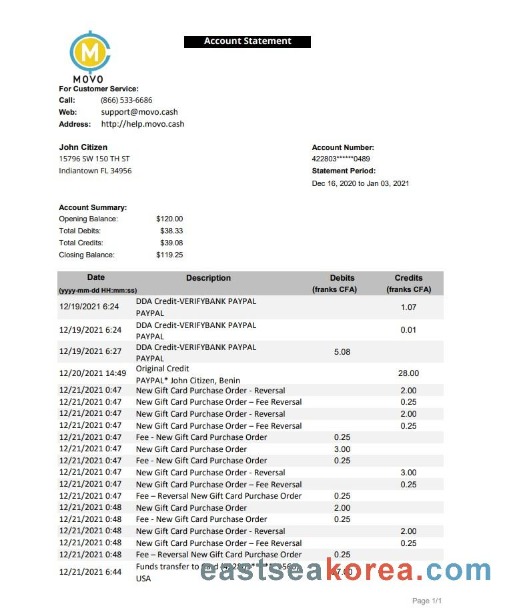 Account Statement
M
MOVO
For Customer Service:
Call: (866) 533-6686
Web: support@movo.cash
Address: http://help.movo.cash
John Citizen
15796 SW 150 TH ST
Indiantown FL 34956
Account Number:
422803******0489
Statement Period:
Dec 16, 2020 to Jan 03, 2021
Account Summary:
Opening Balance: $120.00
Total Debits: $38.33
Total Credits: $39.08
Closing Balance: $119.25
Date Description Debits Credits
(yyyy-mm-dd HH:mm:ss) (franks CFA) (franks CFA)
12/19/2021 6:24 DDA Credit-VERIFYBANK PAYPAL PAYPAL 1.07
12/19/2021 6:24 DDA Credit-VERIFYBANK PAYPAL PAYPAL 0.01
12/19/2021 6:27 DDA Credit-VERIFYBANK PAYPAL PAYPAL 5.08
12/20/2021 14:49 Original Credit PAYPAL* John Citizen, Benin 28.00
12/21/2021 0:47 New Gift Card Purchase Order - Reversal 2.00
12/21/2021 0:47 New Gift Card Purchase Order – Fee Reversal 0.25
12/21/2021 0:47 New Gift Card Purchase Order - Reversal 2.00
12/21/2021 0:47 New Gift Card Purchase Order – Fee Reversal 0.25
12/21/2021 0:47 Fee - New Gift Card Purchase Order 0.25
12/21/2021 0:47 New Gift Card Purchase Order 3.00
12/21/2021 0:47 Fee - New Gift Card Purchase Order 0.25
12/21/2021 0:47 New Gift Card Purchase Order - Reversal 3.00
12/21/2021 0:47 New Gift Card Purchase Order – Fee Reversal 0.25
12/21/2021 0:47 Fee – Reversal New Gift Card Purchase Order 0.25
12/21/2021 0:48 New Gift Card Purchase Order 2.00
12/21/2021 0:48 Fee - New Gift Card Purchase Order 0.25
12/21/2021 0:48 New Gift Card Purchase Order - Reversal 2.00
12/21/2021 0:48 New Gift Card Purchase Order – Fee Reversal 0.25
12/21/2021 0:48 Fee – Reversal New Gift Card Purchase Order 0.25
12/21/2021 6:44 Funds transfer to USA
eastseakorea.com
Page 1/1